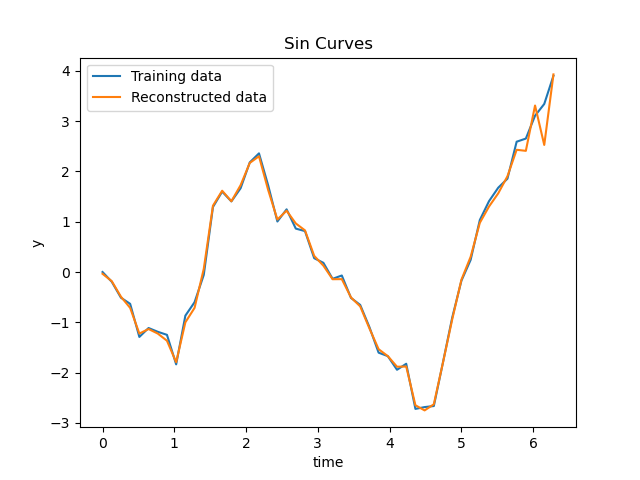 Sin Curves
Training data
Reconstructed data
y
4
3
2
1
0
−1
−2
−3
0 1 2 3 4 5 6
time